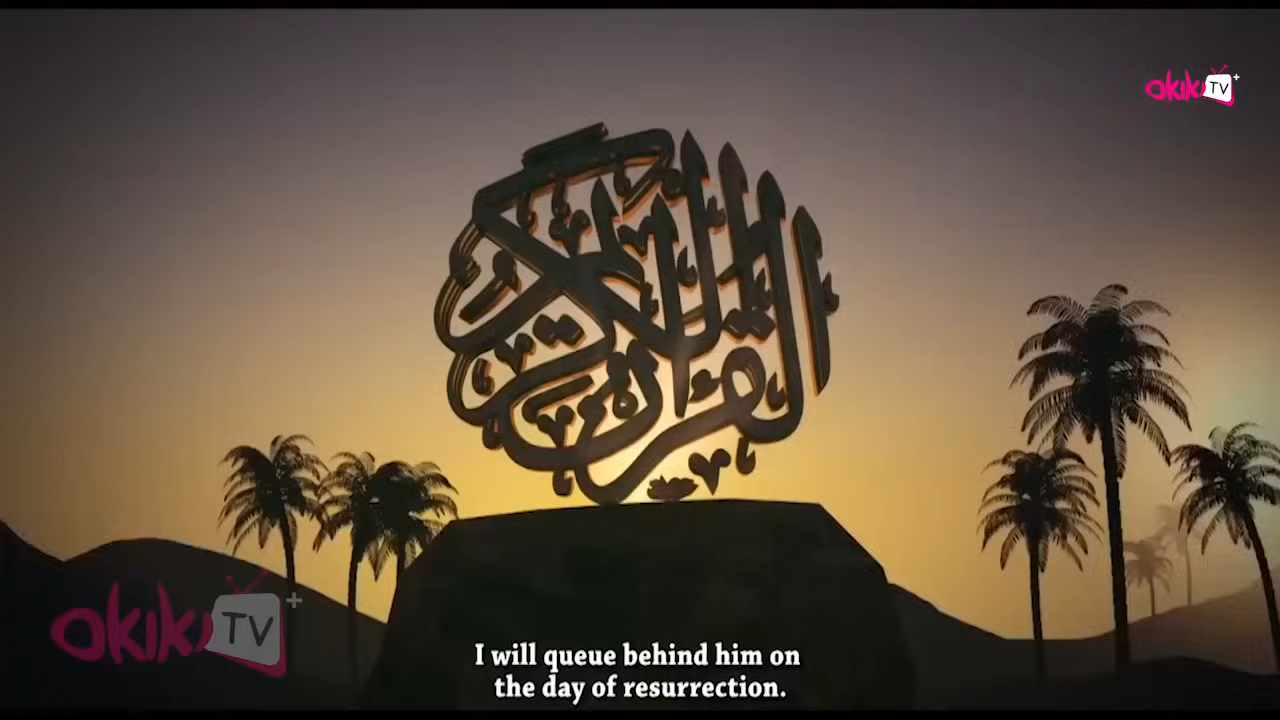 okiki TV+
القرآن الكريم
okiki TV+
I will queue behind him on
the day of resurrection.